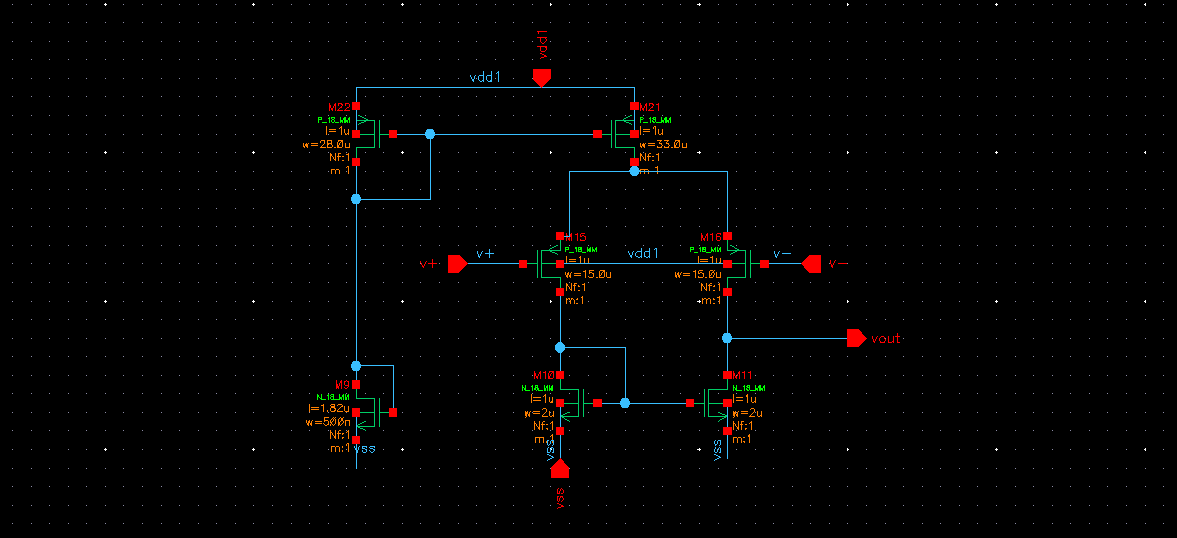 vdd1
vdd1
M22
P_18_MM
l=1u
w=28.0u
Nf:1
m:1
M21
P_18_MM
l=1u
w=33.0u
Nf:1
m:1
M15
P_18_MM
l=1u
w=15.0u
Nf:1
m:1
M16
P_18_MM
l=1u
w=15.0u
Nf:1
m:1
v+
v+
vdd1
v-
v-
vout
M9
N_18_MM
l=1.82u
w=500n
Nf:1
m:1
vss
M10
N_18_MM
l=1u
w=2u
Nf:1
m:1
vss
vss
M11
N_18_MM
l=1u
w=2u
Nf:1
m:1
vss